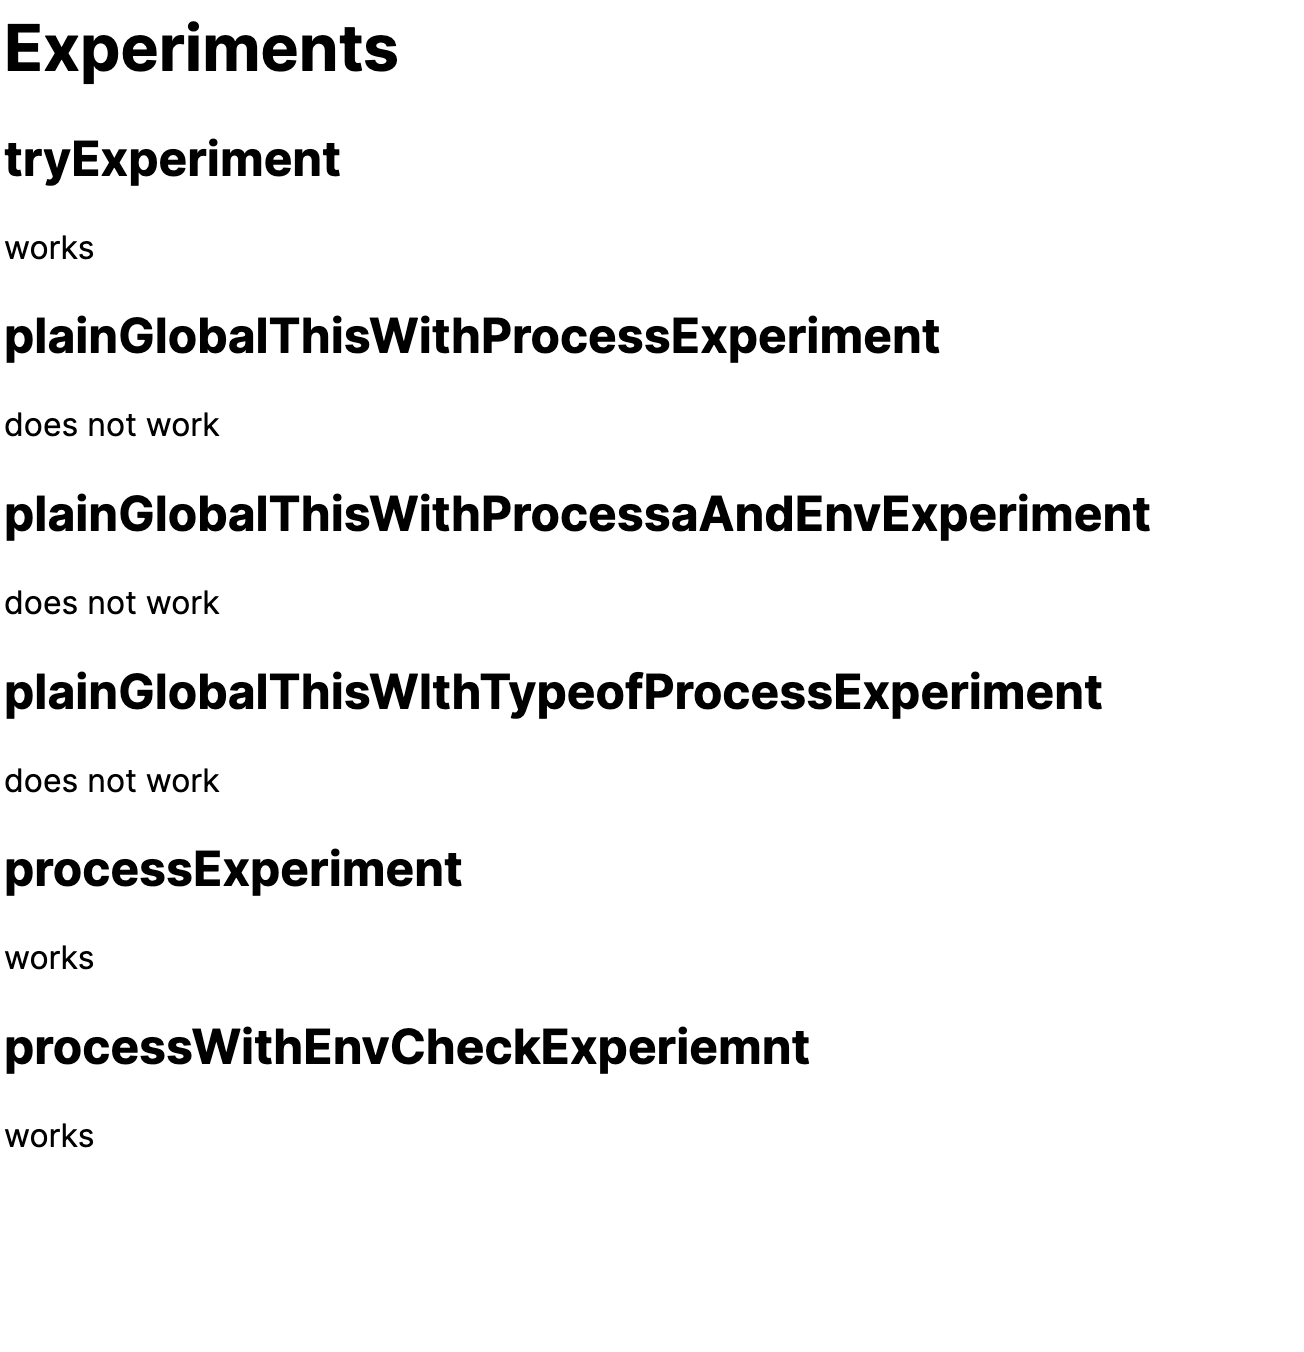 Experiments
tryExperiment
works
plainGlobalThisWithProcessExperiment
does not work
plainGlobalThisWithProcessaAndEnvExperiment
does not work
plainGlobalThisWIthTypeofProcessExperiment
does not work
processExperiment
works
processWithEnvCheckExperiemnt
works